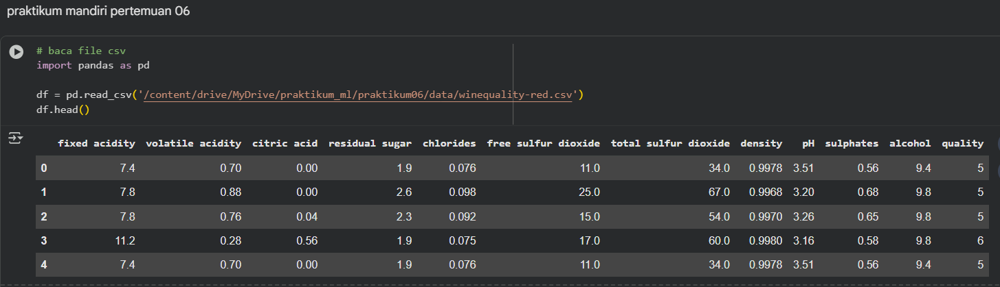 praktikum mandiri pertemuan 06
# baca file csv
import pandas as pd
df = pd.read_csv('/content/drive/MyDrive/praktikum_ml/praktikum06/data/winequality-red.csv')
df.head()
fixed acidity volatile acidity citric acid residual sugar chlorides free sulfur dioxide total sulfur dioxide density pH sulphates alcohol quality
0 7.4 0.70 0.00 1.9 0.076 11.0 34.0 0.9978 3.51 0.56 9.4 5
1 7.8 0.88 0.00 2.6 0.098 25.0 67.0 0.9968 3.20 0.68 9.8 5
2 7.8 0.76 0.04 2.3 0.092 15.0 54.0 0.9970 3.26 0.65 9.8 5
3 11.2 0.28 0.56 1.9 0.075 17.0 60.0 0.9980 3.16 0.58 9.8 6
4 7.4 0.70 0.00 1.9 0.076 11.0 34.0 0.9978 3.51 0.56 9.4 5